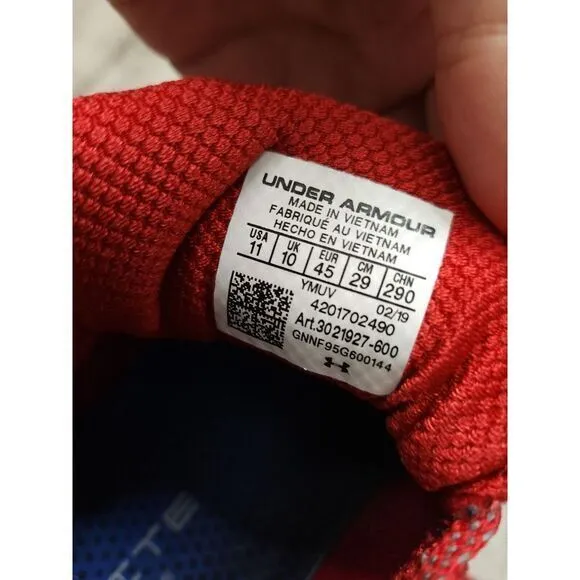 UNDER ARMOUR
MADE IN VIETNAM
FABRIQUÉ AU VIETNAM
HECHO EN VIETNAM
USA UK EUR CM CHN
11 10 45 29 290
YMUV 02/19
4201702490
Art.3021927-600
GNNF95G600144